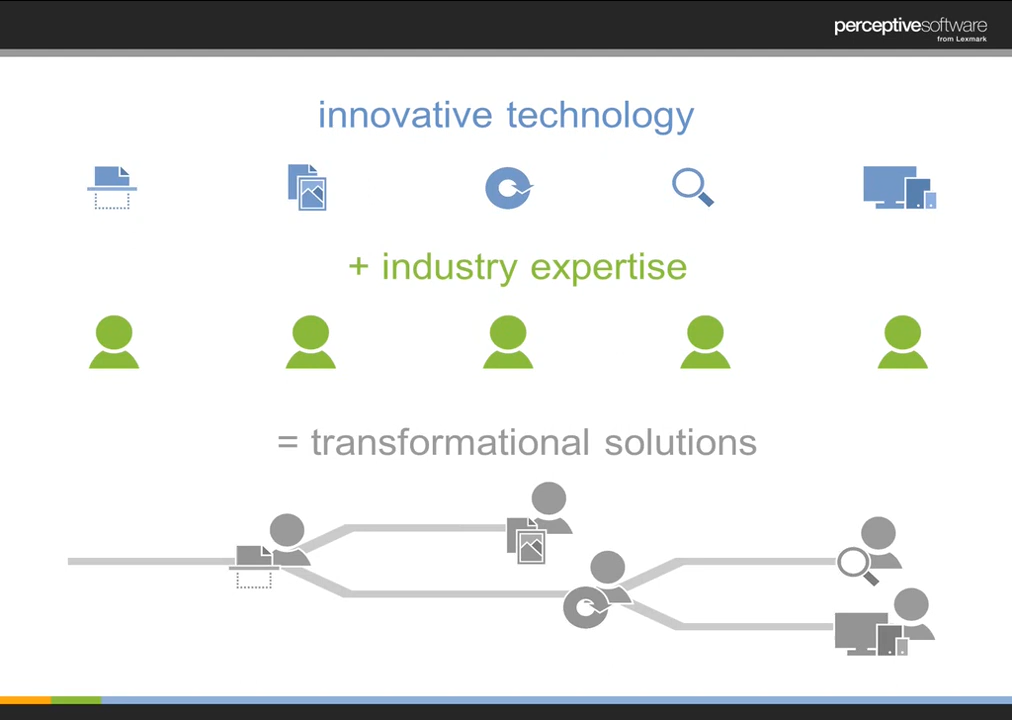 perceptivesoftware
from Lexmark
innovative technology
+ industry expertise
= transformational solutions